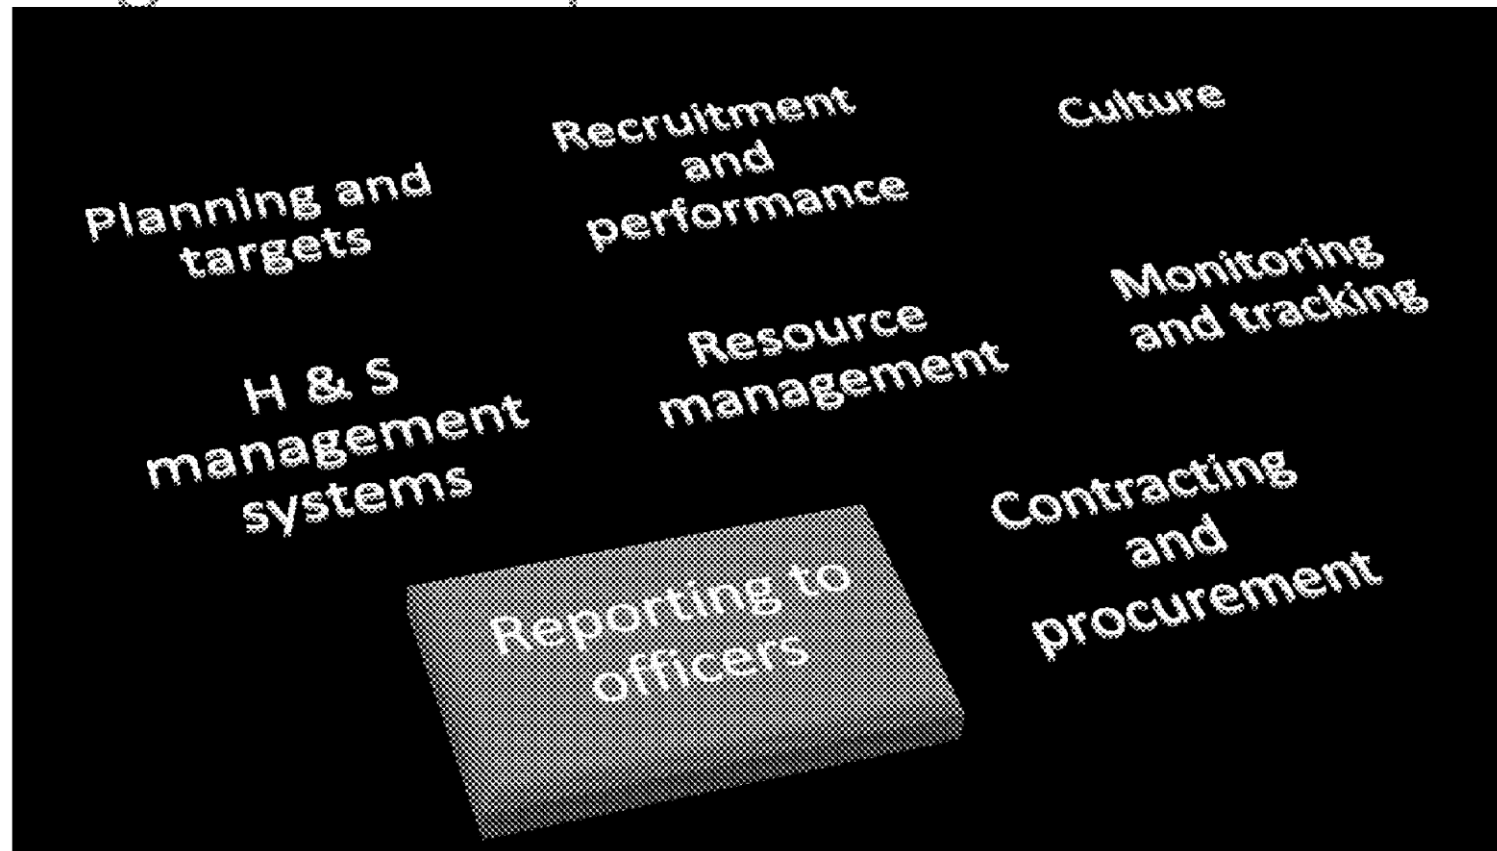 Planning and
targets
Recruitment
and
performance
Culture
H & S
management
systems
Resource
management
Monitoring
and tracking
Reporting to
officers
Contracting
and
procurement